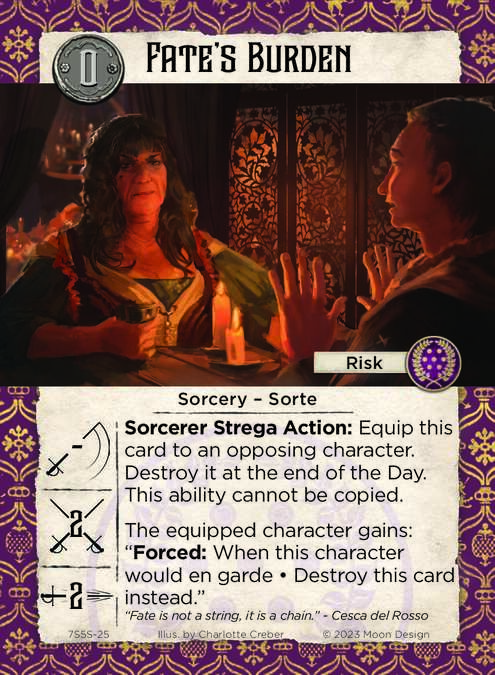 0
FATE'S BURDEN
Risk
Sorcery – Sorte
Sorcerer Strega Action: Equip this
card to an opposing character.
Destroy it at the end of the Day.
This ability cannot be copied.
The equipped character gains:
“Forced: When this character
would en garde • Destroy this card
instead.”
"Fate is not a string, it is a chain." - Cesca del Rosso
-
2
2
7S5S-25
Illus. by Charlotte Creber
© 2023 Moon Design